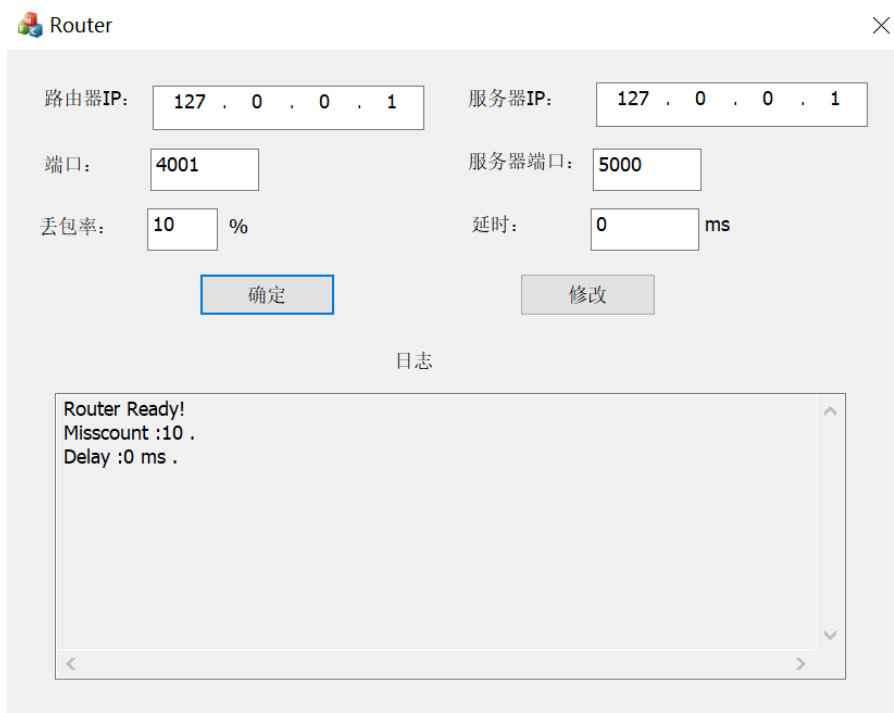 Router
路由器IP： 127 . 0 . 0 . 1 服务器IP： 127 . 0 . 0 . 1
端口： 4001 服务器端口： 5000
丢包率： 10 % 延时： 0 ms
确定 修改
日志
Router Ready!
Misscount :10 .
Delay :0 ms .